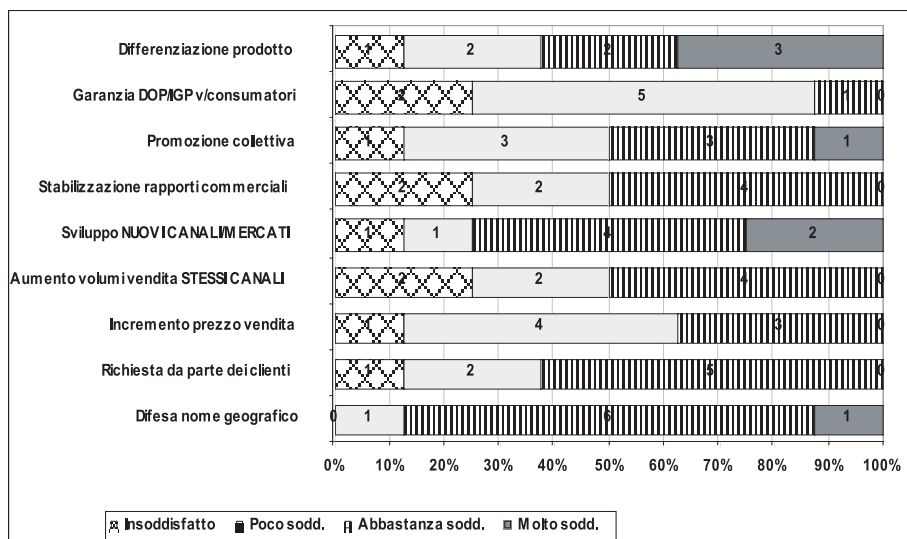 Differenziazione prodotto 1 2 2 3
Garanzia DOP/IGP v/consumatori 2 5 1 0
Promozione collettiva 1 3 3 1
Stabilizzazione rapporti commerciali 2 2 4 0
Sviluppo NUOVI CANALI/MERCATI 1 1 4 2
Aumento volumi vendita STESSI CANALI 2 2 4 0
Incremento prezzo vendita 1 4 3 0
Richiesta da parte dei clienti 1 2 5 0
Difesa nome geografico 0 1 6 1
0% 10% 20% 30% 40% 50% 60% 70% 80% 90% 100%
Insoddisfatto Poco sodd. Abbastanza sodd. Molto sodd.